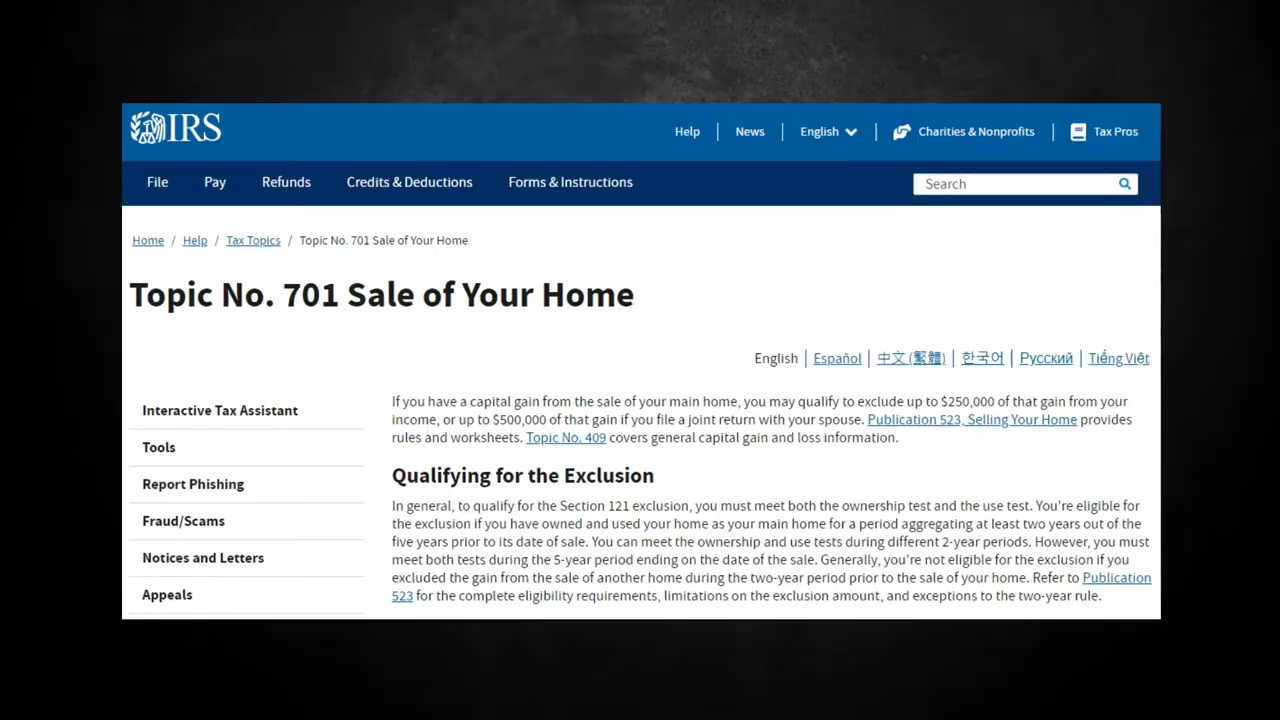 IRS
Help
News
English
Charities & Nonprofits
Tax Pros
File
Pay
Refunds
Credits & Deductions
Forms & Instructions
Search
Home / Help / Tax Topics / Topic No. 701 Sale of Your Home
Topic No. 701 Sale of Your Home
English
Español
中文 (繁體)
한국어
Русский
Tiếng Việt
Interactive Tax Assistant
Tools
Report Phishing
Fraud/Scams
Notices and Letters
Appeals
If you have a capital gain from the sale of your main home, you may qualify to exclude up to $250,000 of that gain from your
income, or up to $500,000 of that gain if you file a joint return with your spouse. Publication 523, Selling Your Home provides
rules and worksheets. Topic No. 409 covers general capital gain and loss information.
Qualifying for the Exclusion
In general, to qualify for the Section 121 exclusion, you must meet both the ownership test and the use test. You're eligible for
the exclusion if you have owned and used your home as your main home for a period aggregating at least two years out of the
five years prior to its date of sale. You can meet the ownership and use tests during different 2-year periods. However, you must
meet both tests during the 5-year period ending on the date of the sale. Generally, you're not eligible for the exclusion if you
excluded the gain from the sale of another home during the two-year period prior to the sale of your home. Refer to Publication
523 for the complete eligibility requirements, limitations on the exclusion amount, and exceptions to the two-year rule.